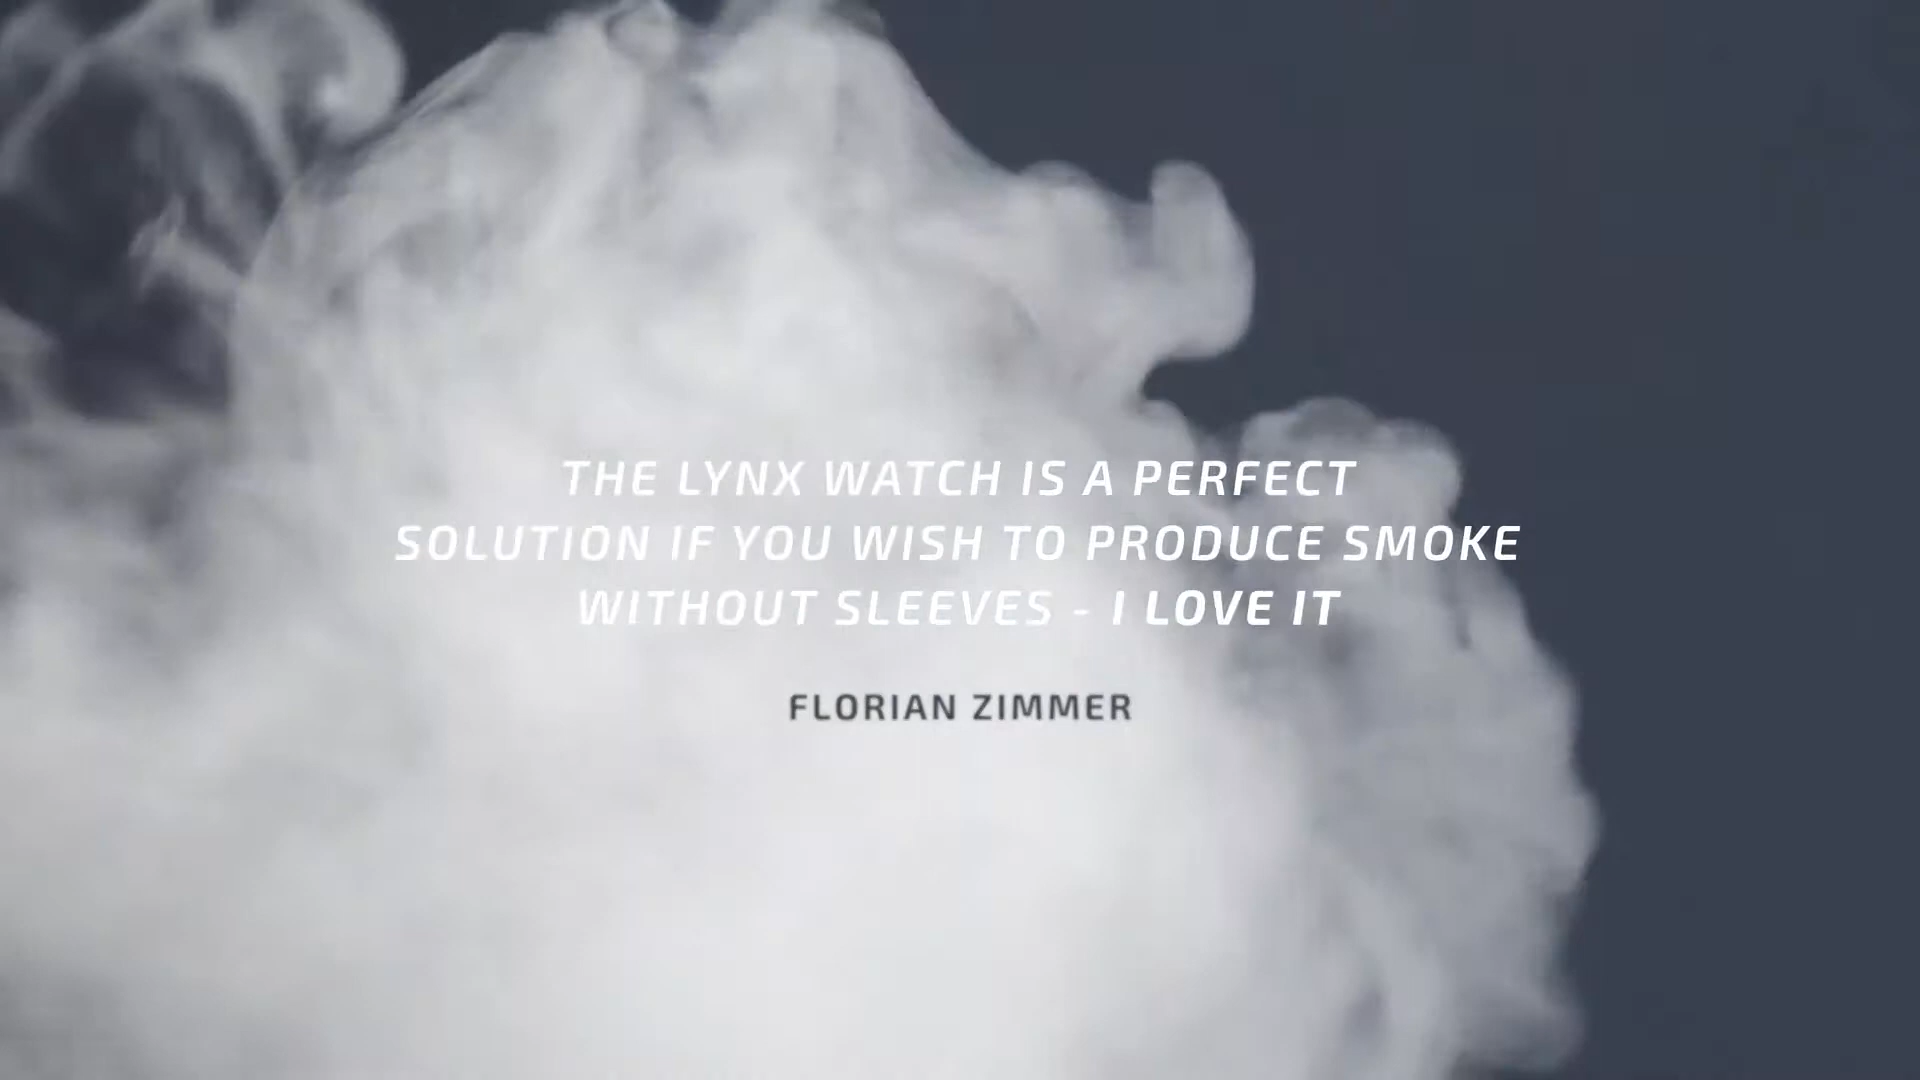 THE LYNX WATCH IS A PERFECT
SOLUTION IF YOU WISH TO PRODUCE SMOKE
WITHOUT SLEEVES - I LOVE IT
FLORIAN ZIMMER